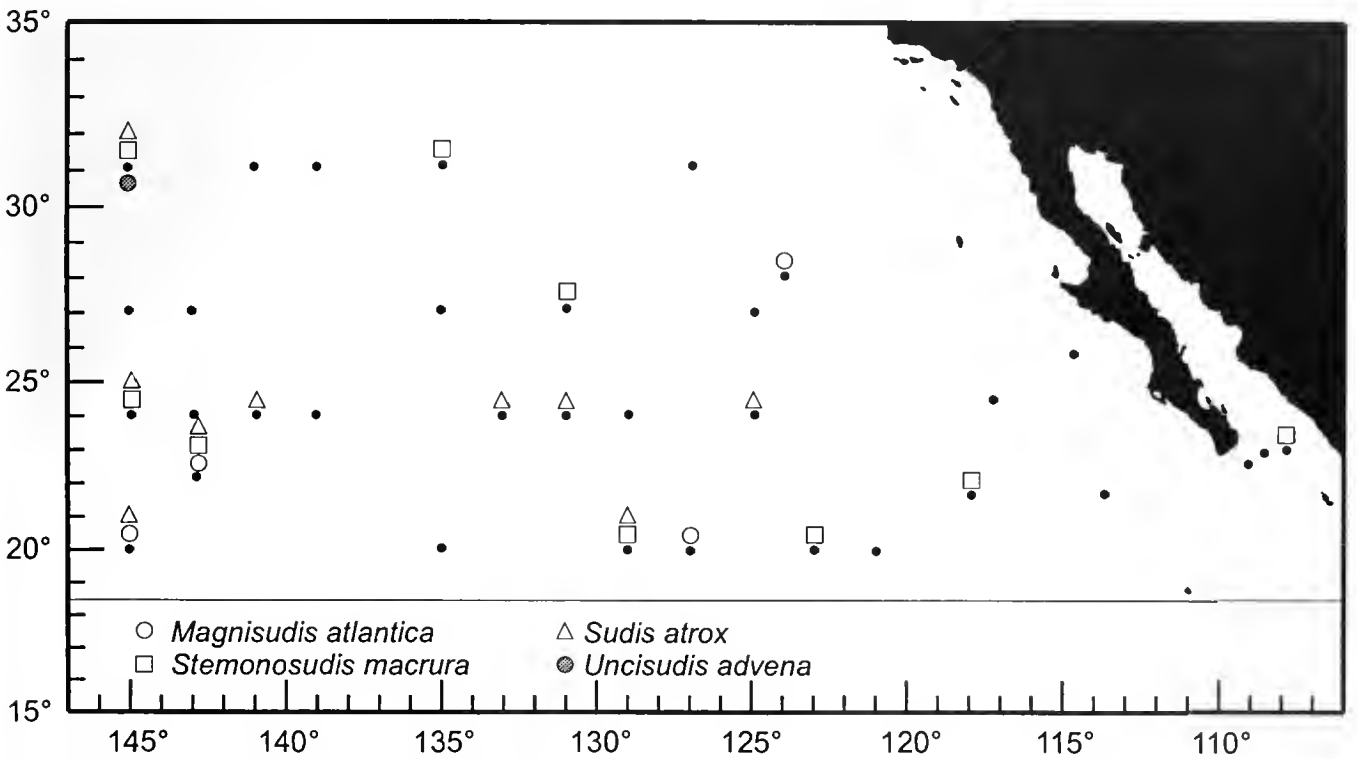 35°
30°
25°
20°
15°
Magnisudis atlantica
Sudis atrox
Stemonosudis macrura
Uncisudis advena
145° 140° 135° 130° 125° 120° 115° 110°